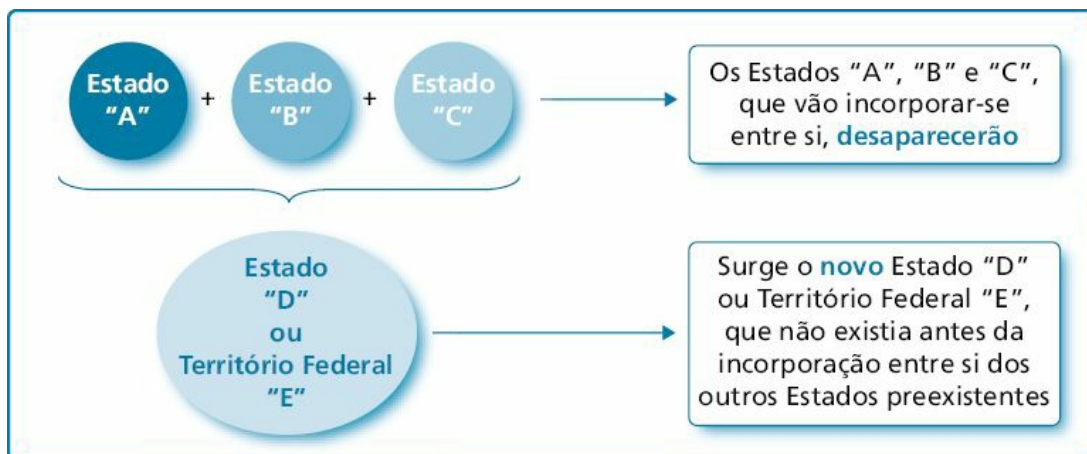 Estado
“A”
+
Estado
“B”
+
Estado
“C”
Os Estados “A”, “B” e “C”,
que vão incorporar-se
entre si, desaparecerão
Estado
“D”
ou
Território Federal
“E”
Surge o novo Estado “D”
ou Território Federal “E”,
que não existia antes da
incorporação entre si dos
outros Estados preexistentes